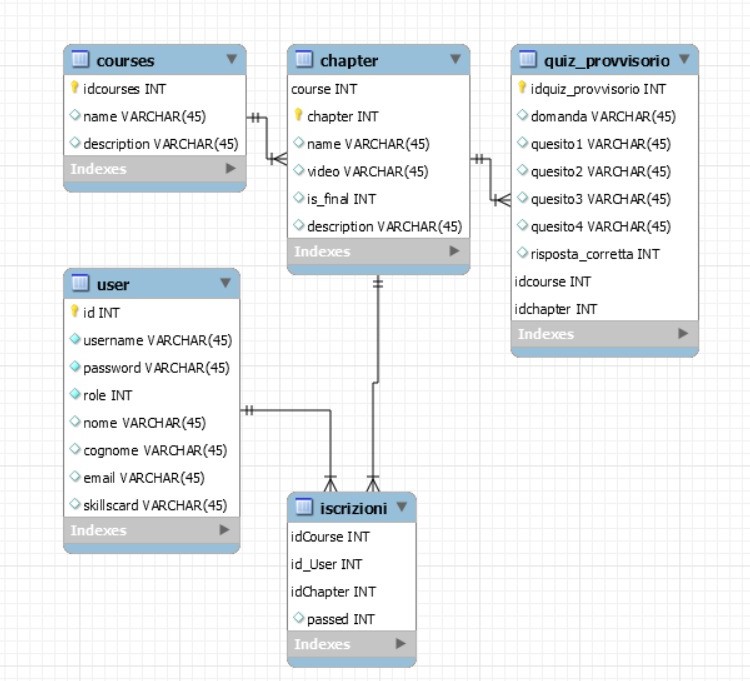 courses
idcourses INT
name VARCHAR(45)
description VARCHAR(45)
Indexes
chapter
course INT
chapter INT
name VARCHAR(45)
video VARCHAR(45)
is_final INT
description VARCHAR(45)
Indexes
quiz_provvisorio
idquiz_provvisorio INT
domanda VARCHAR(45)
quesito1 VARCHAR(45)
quesito2 VARCHAR(45)
quesito3 VARCHAR(45)
quesito4 VARCHAR(45)
risposta_corretta INT
idcourse INT
idchapter INT
Indexes
user
id INT
username VARCHAR(45)
password VARCHAR(45)
role INT
nome VARCHAR(45)
cognome VARCHAR(45)
email VARCHAR(45)
skillscard VARCHAR(45)
Indexes
iscrizioni
idCourse INT
id_User INT
idChapter INT
passed INT
Indexes